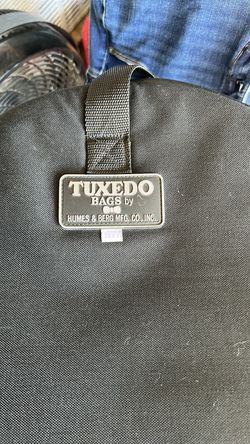 TUXEDO
BAGS by
HUMES & BERG MFG. CO., INC.